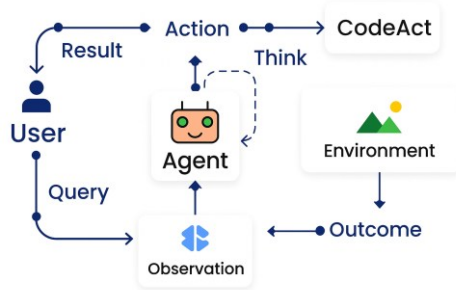 Action
CodeAct
Result
Think
User
Agent
Environment
Query
Outcome
Observation